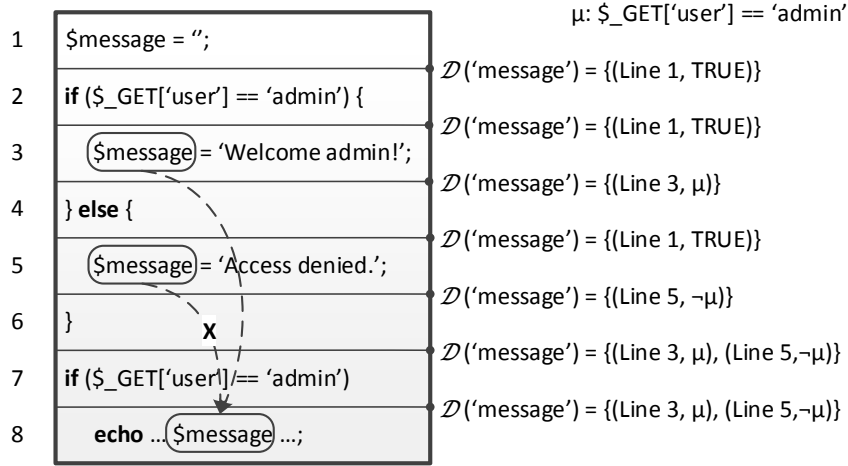 µ: $_GET['user'] == 'admin'
1 $message = ‘’;
𝒟(‘message’) = {(Line 1, TRUE)}
2 if ($_GET[‘user’] == ‘admin’) {
𝒟(‘message’) = {(Line 1, TRUE)}
3 $message = ‘Welcome admin!’;
𝒟(‘message’) = {(Line 3, µ)}
4 } else {
𝒟(‘message’) = {(Line 1, TRUE)}
5 $message = ‘Access denied.’;
𝒟(‘message’) = {(Line 5, ¬µ)}
6 }
X
𝒟(‘message’) = {(Line 3, µ), (Line 5,¬µ)}
7 if ($_GET[‘user’] == ‘admin’)
𝒟(‘message’) = {(Line 3, µ), (Line 5,¬µ)}
8 echo ... $message ...;